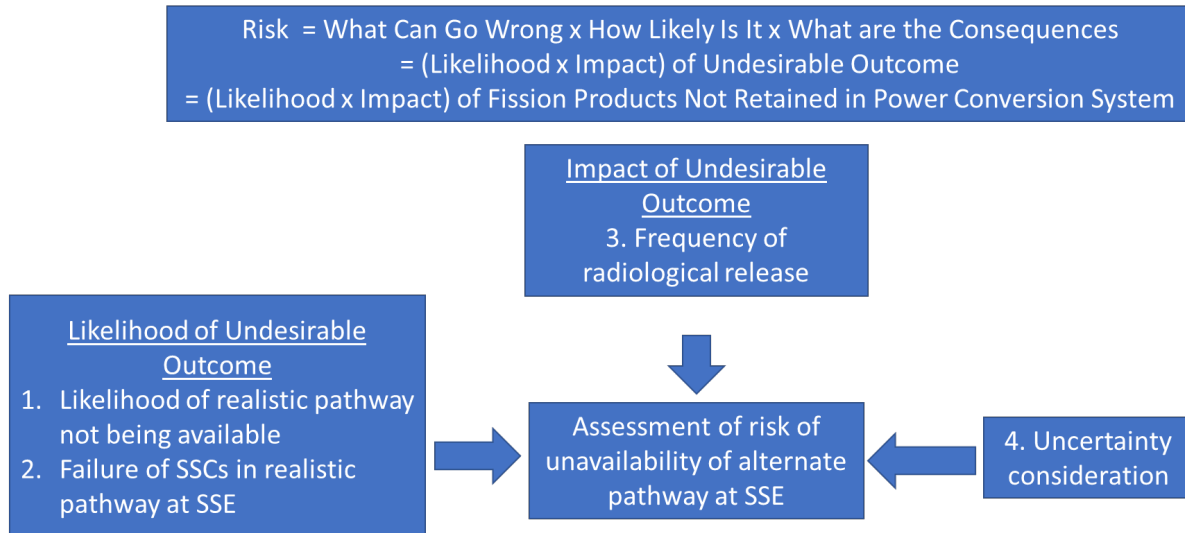 Risk = What Can Go Wrong x How Likely Is It x What are the Consequences
= (Likelihood x Impact) of Undesirable Outcome
= (Likelihood x Impact) of Fission Products Not Retained in Power Conversion System
Impact of Undesirable
Outcome
3. Frequency of
radiological release
Likelihood of Undesirable
Outcome
1. Likelihood of realistic pathway
not being available
2. Failure of SSCs in realistic
pathway at SSE
Assessment of risk of
unavailability of alternate
pathway at SSE
4. Uncertainty
consideration